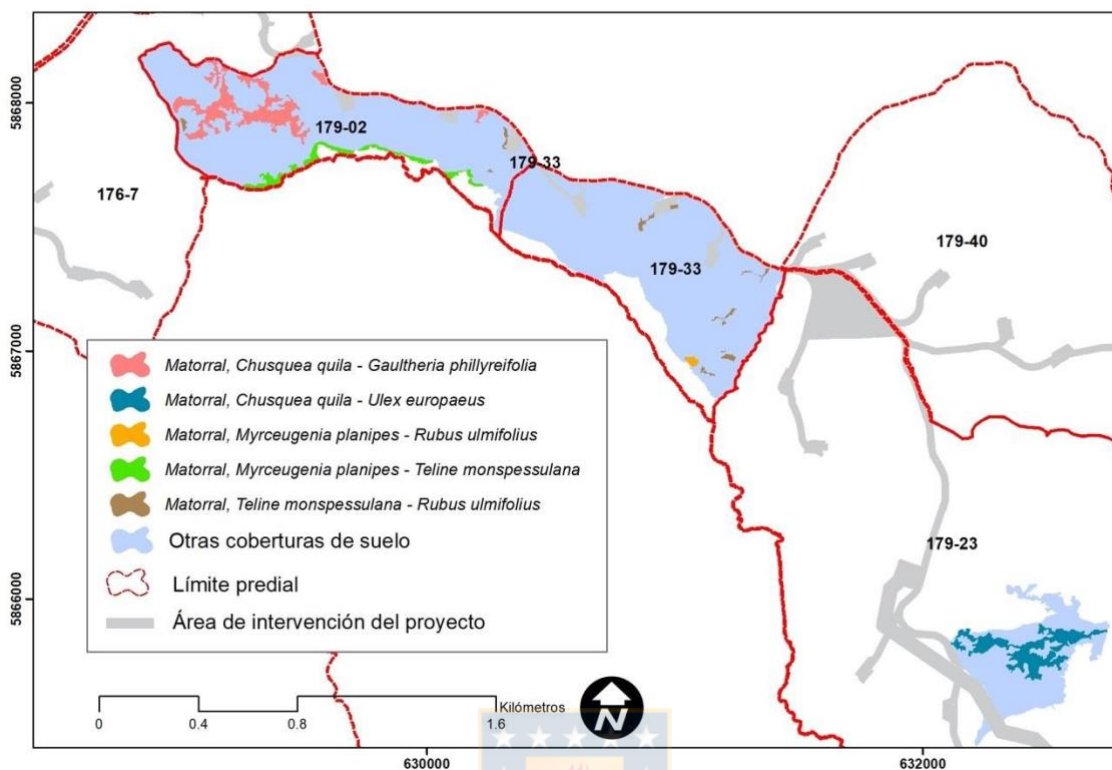 5868000
179-02
179-33
176-7
179-40
179-33
5867000
Matorral, Chusquea quila - Gaultheria phillyreifolia
Matorral, Chusquea quila - Ulex europaeus
Matorral, Myrceugenia planipes - Rubus ulmifolius
Matorral, Myrceugenia planipes - Teline monspessulana
Matorral, Teline monspessulana - Rubus ulmifolius
Otras coberturas de suelo
Límite predial
Área de intervención del proyecto
179-23
5866000
Kilómetros
0 0.4 0.8 1.6
N
630000 632000